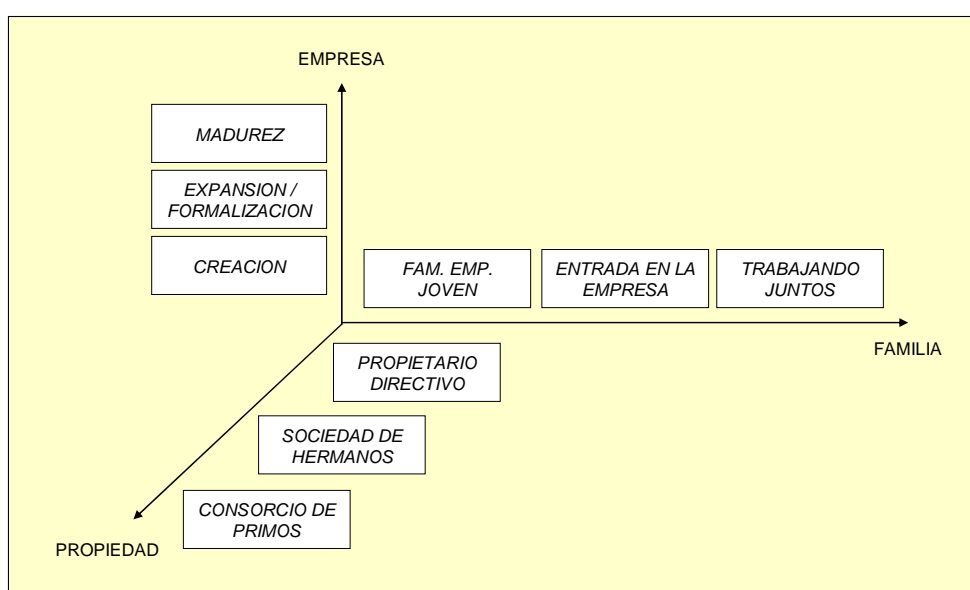 EMPRESA
MADUREZ
EXPANSION /
FORMALIZACION
CREACION
FAM. EMP.
JOVEN
ENTRADA EN LA
EMPRESA
TRABAJANDO
JUNTOS
FAMILIA
PROPIETARIO
DIRECTIVO
SOCIEDAD DE
HERMANOS
CONSORCIO DE
PRIMOS
PROPIEDAD